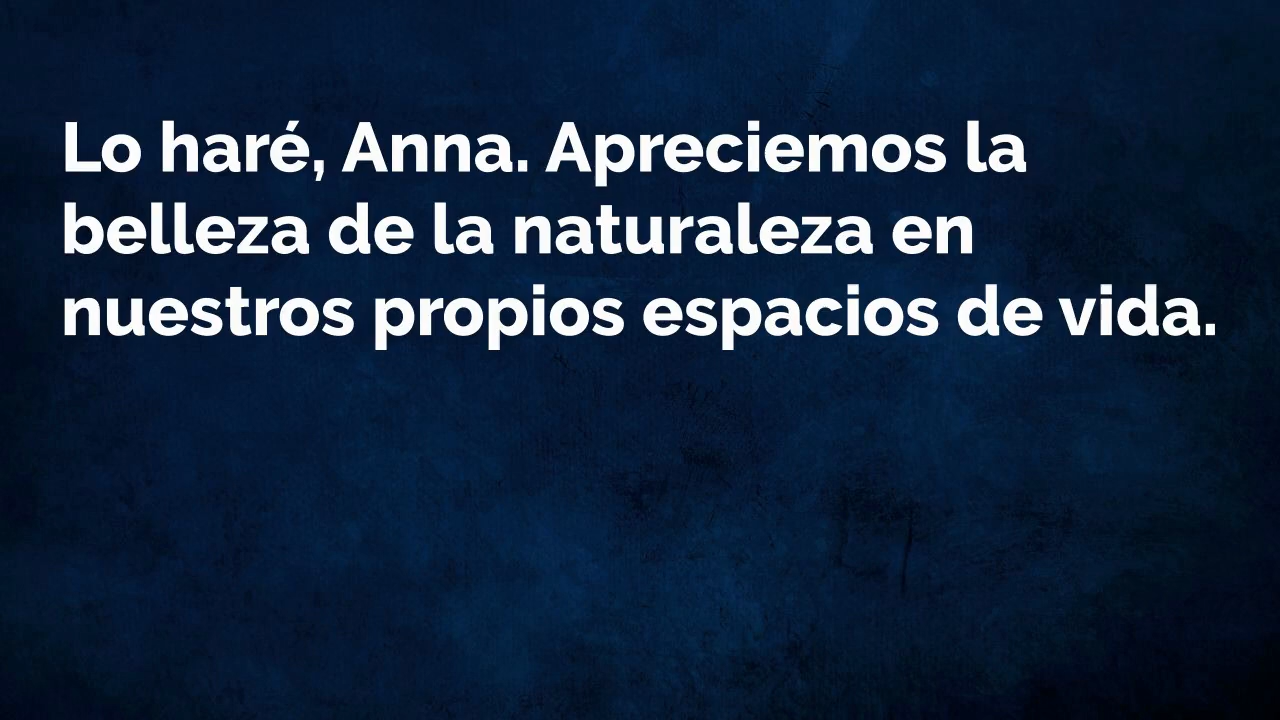 Lo haré, Anna. Apreciemos la
belleza de la naturaleza en
nuestros propios espacios de vida.